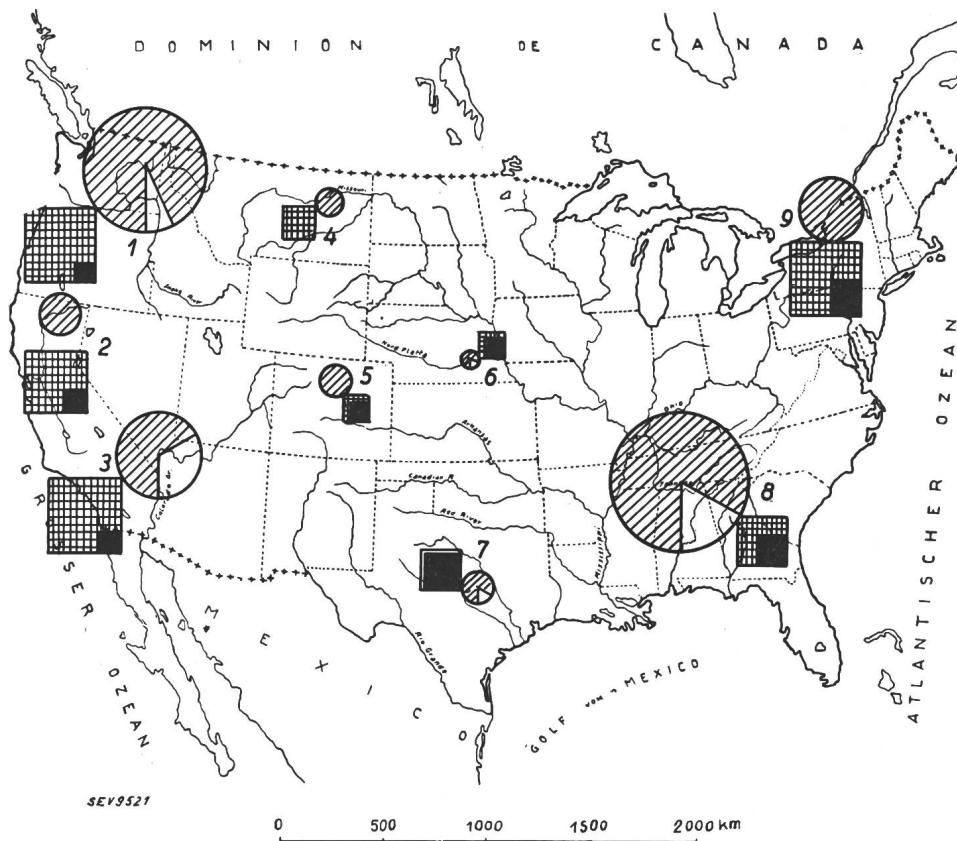 DOMINION DE CANADA
Missouri
9
1
4
Snake River
2
Nord Platte
6
5
Ohio
Arkansas
3
Colorado
Canadian R.
Red River
8
Mississippi
7
GROSSER OZEAN
Rio Grande
MEXICO
GOLF VON MEXICO
ATLANTISCHER OZEAN
SEV9521
0 500 1000 1500 2000 km